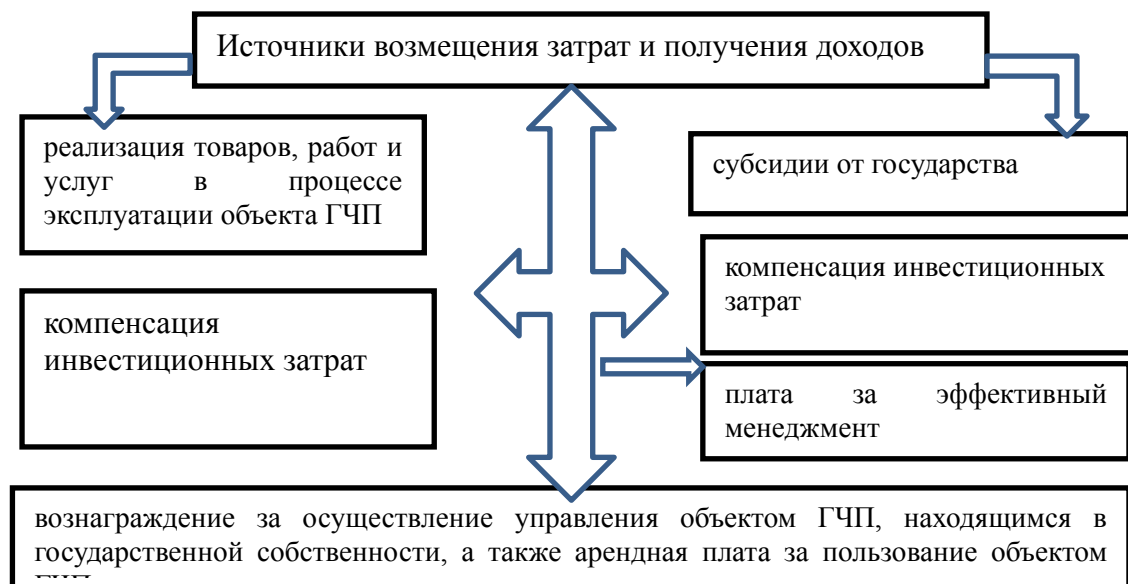 Источники возмещения затрат и получения доходов
реализация товаров, работ и
услуг в процессе
эксплуатации объекта ГЧП
субсидии от государства
компенсация инвестиционных
затрат
компенсация
инвестиционных затрат
плата за эффективный
менеджмент
вознаграждение за осуществление управления объектом ГЧП, находящимся в
государственной собственности, а также арендная плата за пользование объектом